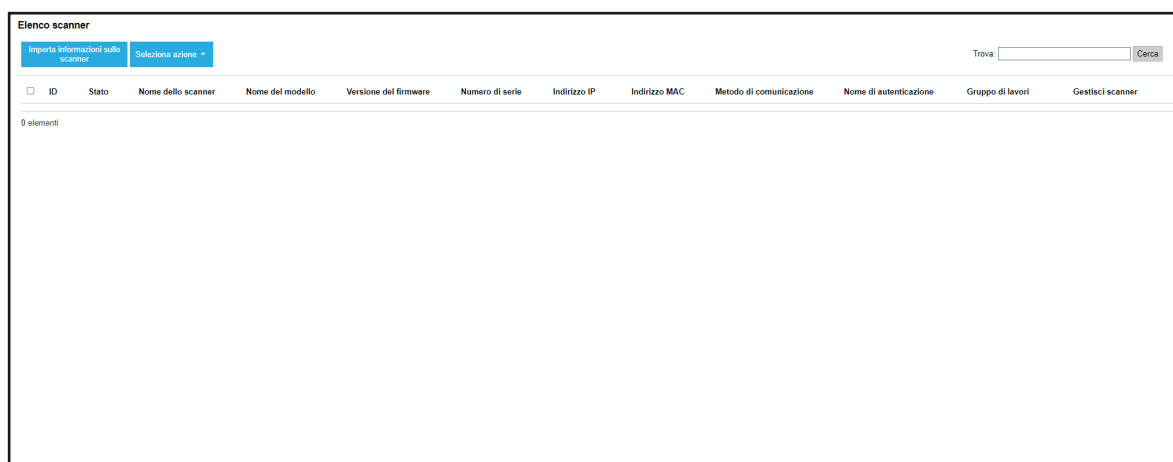 Elenco scanner
Importa informazioni sullo
scanner
Seleziona azione
Trova:
Cerca
ID Stato Nome dello scanner Nome del modello Versione del firmware Numero di serie Indirizzo IP Indirizzo MAC Metodo di comunicazione Nome di autenticazione Gruppo di lavori Gestisci scanner
0 elementi